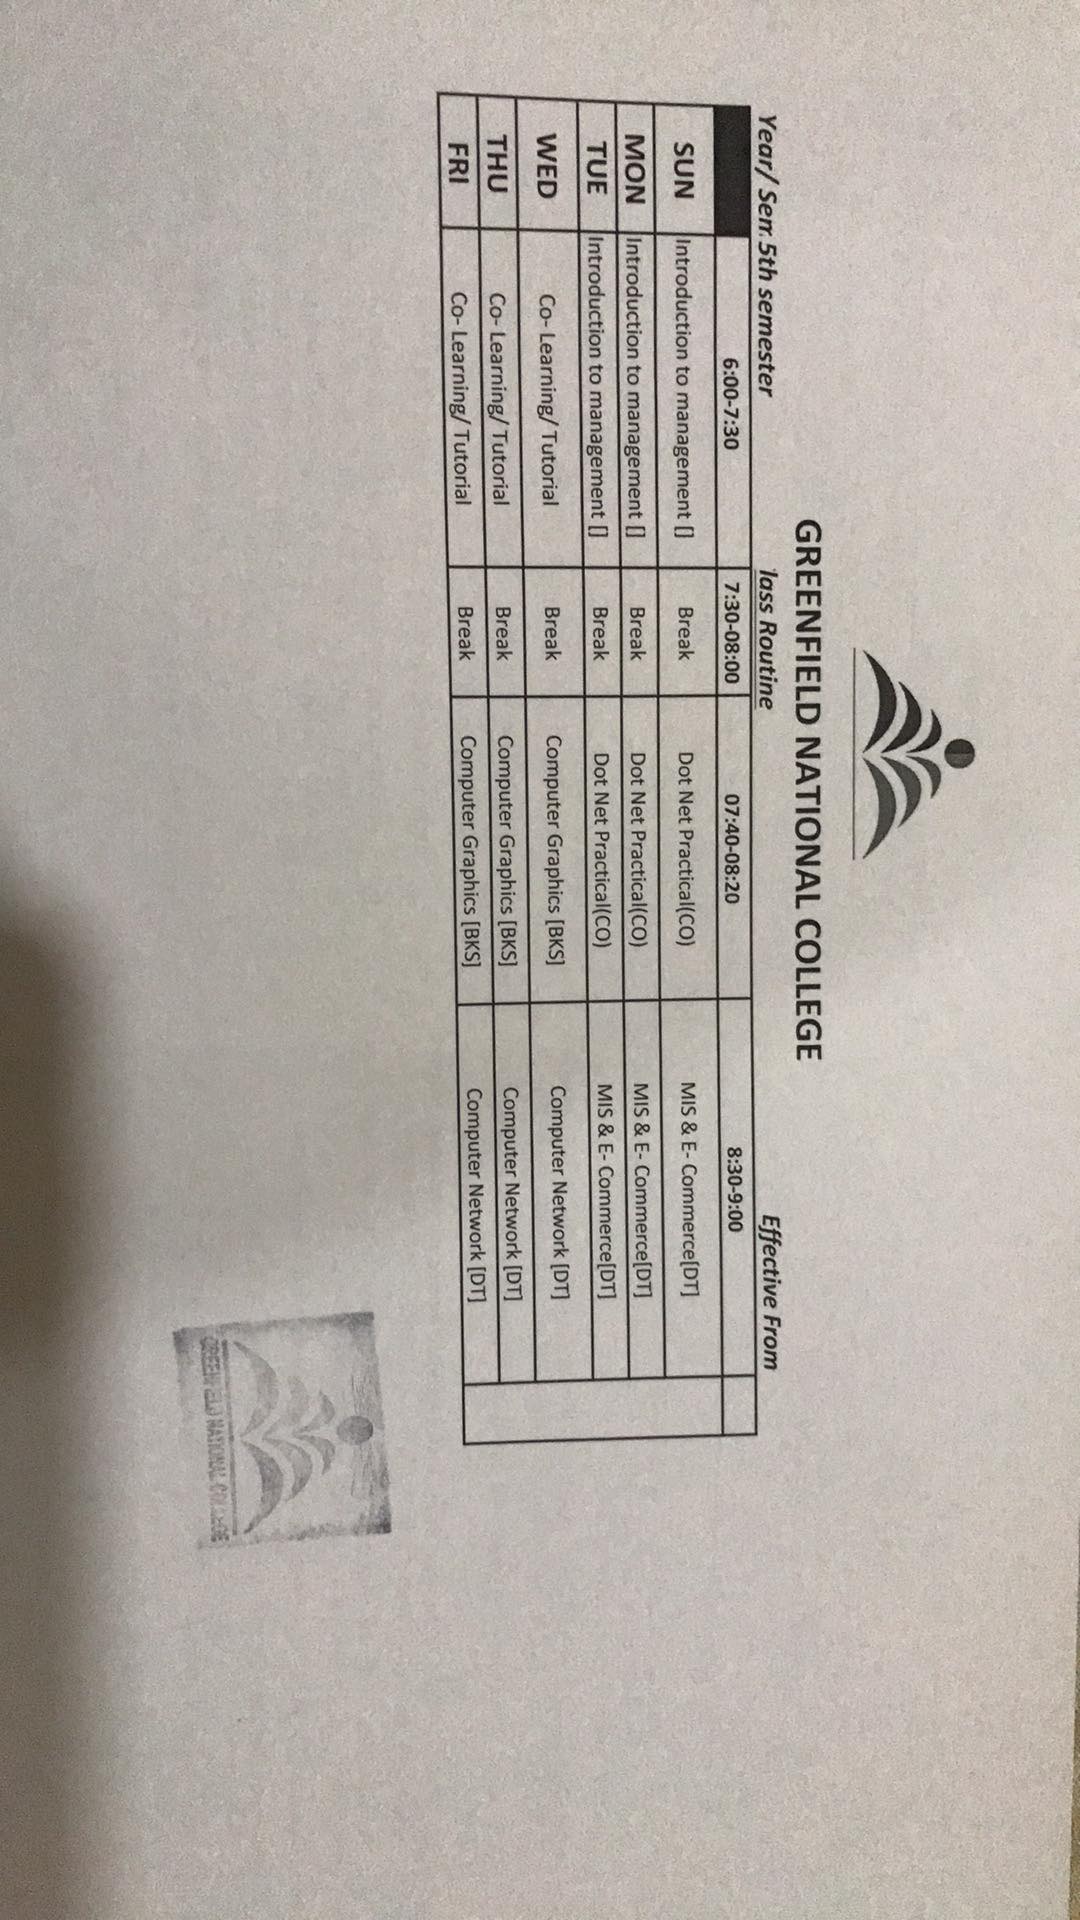 GREENFIELD NATIONAL COLLEGE
Year/ Sem 5th semester lass Routine Effective From
6:00-7:30 7:30-08:00 07:40-08:20 8:30-9:00
SUN Introduction to management [] Break Dot Net Practical(CO) MIS & E- Commerce[DT]
MON Introduction to management [] Break Dot Net Practical(CO) MIS & E- Commerce[DT]
TUE Introduction to management [] Break Dot Net Practical(CO) MIS & E- Commerce[DT]
WED Co- Learning/ Tutorial Break Computer Graphics [BKS] Computer Network [DT]
THU Co- Learning/ Tutorial Break Computer Graphics [BKS] Computer Network [DT]
FRI Co- Learning/ Tutorial Break Computer Graphics [BKS] Computer Network [DT]
GREENFIELD NATIONAL COLLEGE